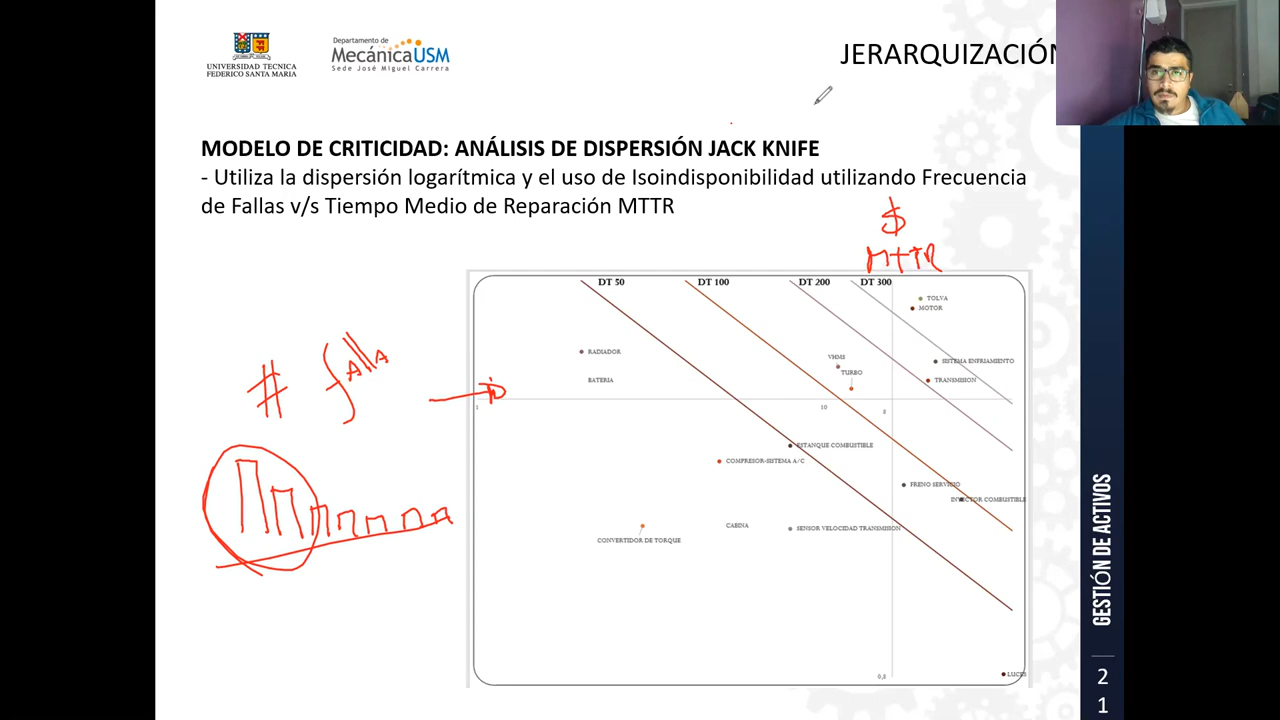 UNIVERSIDAD TECNICA
FEDERICO SANTA MARIA
Departamento de
MecánicaUSM
Sede José Miguel Carrera
JERARQUIZACIÓN
MODELO DE CRITICIDAD: ANÁLISIS DE DISPERSIÓN JACK KNIFE
- Utiliza la dispersión logarítmica y el uso de Isoindisponibilidad utilizando Frecuencia
de Fallas v/s Tiempo Medio de Reparación MTTR
$
MTTR
# fallA
DT 50
DT 100
DT 200
DT 300
TOLVA
MOTOR
RADIADOR
VHMS
SISTEMA ENFRIAMIENTO
TURBO
BATERIA
TRANSMISION
1
10
8
ESTANQUE COMBUSTIBLE
COMPRESOR-SISTEMA A/C
FRENO SERVICIO
INYECTOR COMBUSTIBLE
CABINA
SENSOR VELOCIDAD TRANSMISION
CONVERTIDOR DE TORQUE
0,8
LUCES
GESTIÓN DE ACTIVOS
2
1